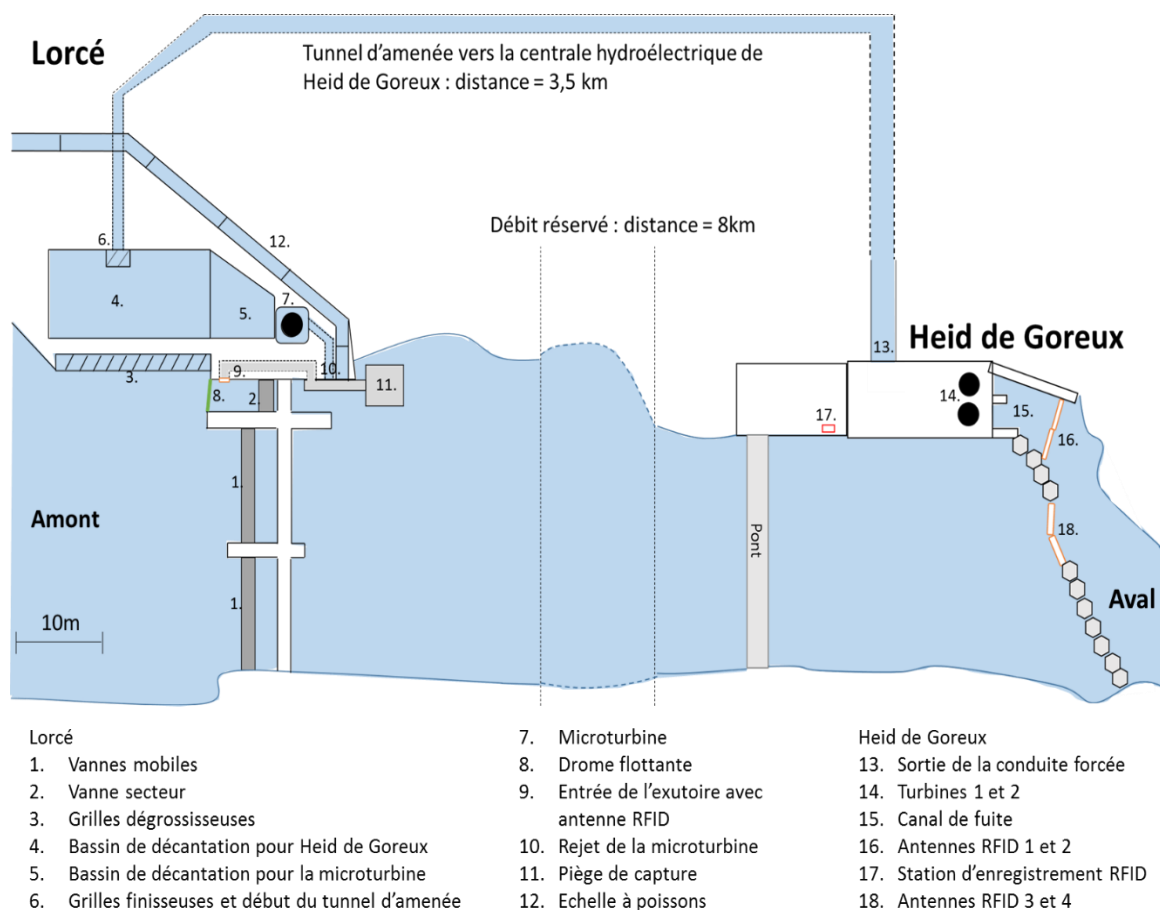 Lorcé
Tunnel d'amenée vers la centrale hydroélectrique de
Heid de Goreux : distance = 3,5 km
Débit réservé : distance = 8km
6.
12.
4.
5.
7.
3.
9.
10.
11.
8.
2.
1.
1.
Amont
10m
Heid de Goreux
13.
14.
15.
16.
17.
18.
Pont
Aval
Lorcé
1. Vannes mobiles
2. Vanne secteur
3. Grilles dégrossisseuses
4. Bassin de décantation pour Heid de Goreux
5. Bassin de décantation pour la microturbine
6. Grilles finisseuses et début du tunnel d'amenée
7. Microturbine
8. Drome flottante
9. Entrée de l'exutoire avec
antenne RFID
10. Rejet de la microturbine
11. Piège de capture
12. Echelle à poissons
Heid de Goreux
13. Sortie de la conduite forcée
14. Turbines 1 et 2
15. Canal de fuite
16. Antennes RFID 1 et 2
17. Station d'enregistrement RFID
18. Antennes RFID 3 et 4